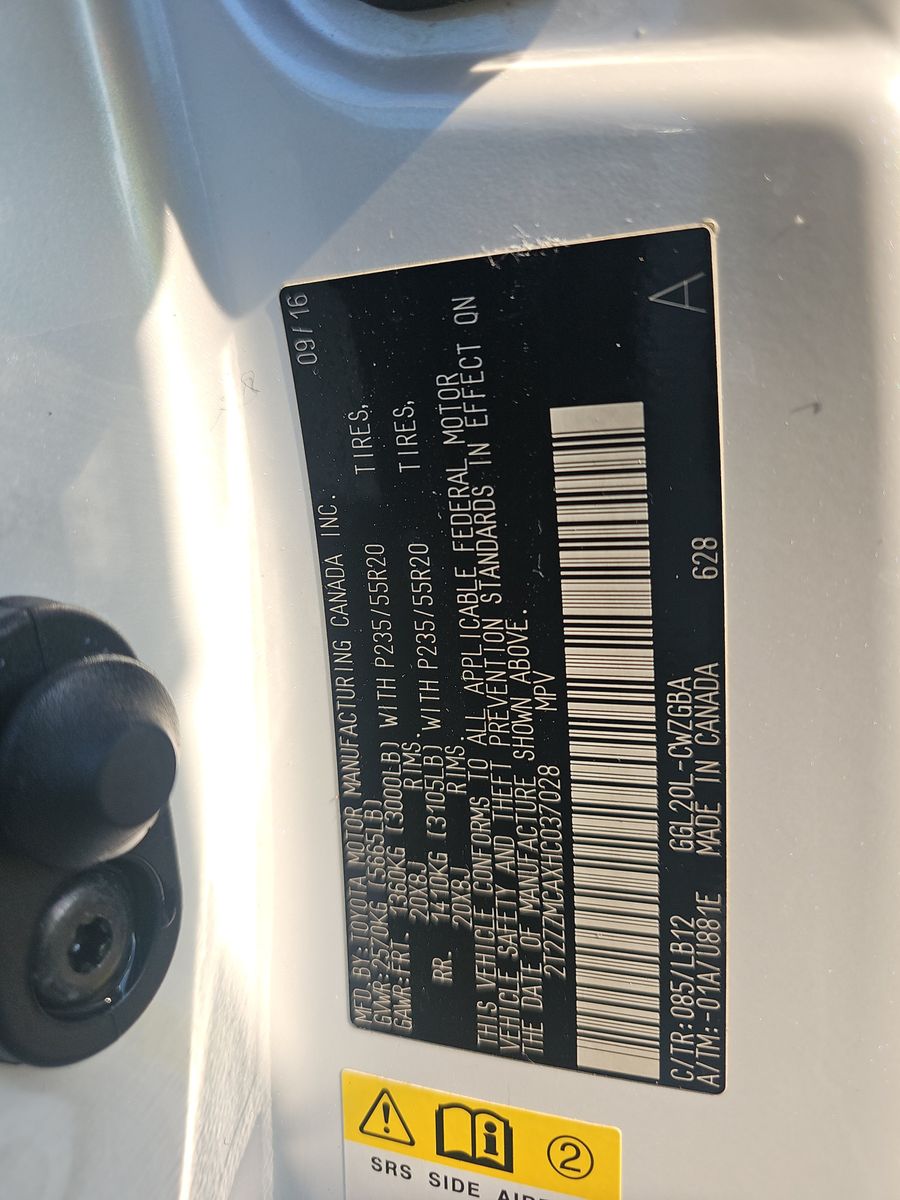 MFD BY:TOYOTA MOTOR MANUFACTURING CANADA INC. 09/16
GVWR:2570KG (5665LB)
GAWR:FRT 1360KG (3000LB) WITH P235/55R20 TIRES,
20X8J RIMS.
RR. 1410KG (3105LB) WITH P235/55R20 TIRES,
20X8J RIMS
THIS VEHICLE CONFORMS TO ALL APPLICABLE FEDERAL MOTOR
VEHICLE SAFETY AND THEFT PREVENTION STANDARDS IN EFFECT ON
THE DATE OF MANUFACTURE SHOWN ABOVE.
2T2ZZMCAXHC037028 MPV
C/TR:085/LB12 GGL20L-CWZGBA
A/TM:-01A/0881E MADE IN CANADA 628
A
2
SRS SIDE